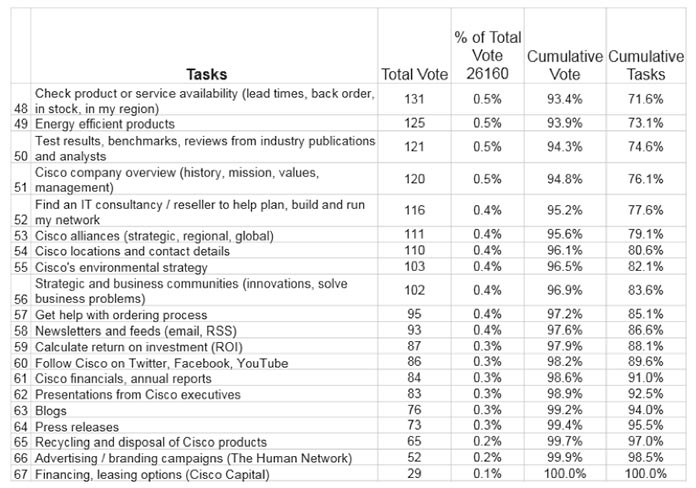 % of Total
Vote Cumulative Cumulative
Tasks Total Vote 26160 Vote Tasks
Check product or service availability (lead times, back order,
48 in stock, in my region) 131 0.5% 93.4% 71.6%
49 Energy efficient products 125 0.5% 93.9% 73.1%
Test results, benchmarks, reviews from industry publications
50 and analysts 121 0.5% 94.3% 74.6%
Cisco company overview (history, mission, values,
51 management) 120 0.5% 94.8% 76.1%
Find an IT consultancy / reseller to help plan, build and run
52 my network 116 0.4% 95.2% 77.6%
53 Cisco alliances (strategic, regional, global) 111 0.4% 95.6% 79.1%
54 Cisco locations and contact details 110 0.4% 96.1% 80.6%
55 Cisco's environmental strategy 103 0.4% 96.5% 82.1%
Strategic and business communities (innovations, solve
56 business problems) 102 0.4% 96.9% 83.6%
57 Get help with ordering process 95 0.4% 97.2% 85.1%
58 Newsletters and feeds (email, RSS) 93 0.4% 97.6% 86.6%
59 Calculate return on investment (ROI) 87 0.3% 97.9% 88.1%
60 Follow Cisco on Twitter, Facebook, YouTube 86 0.3% 98.2% 89.6%
61 Cisco financials, annual reports 84 0.3% 98.6% 91.0%
62 Presentations from Cisco executives 83 0.3% 98.9% 92.5%
63 Blogs 76 0.3% 99.2% 94.0%
64 Press releases 73 0.3% 99.4% 95.5%
65 Recycling and disposal of Cisco products 65 0.2% 99.7% 97.0%
66 Advertising / branding campaigns (The Human Network) 52 0.2% 99.9% 98.5%
67 Financing, leasing options (Cisco Capital) 29 0.1% 100.0% 100.0%